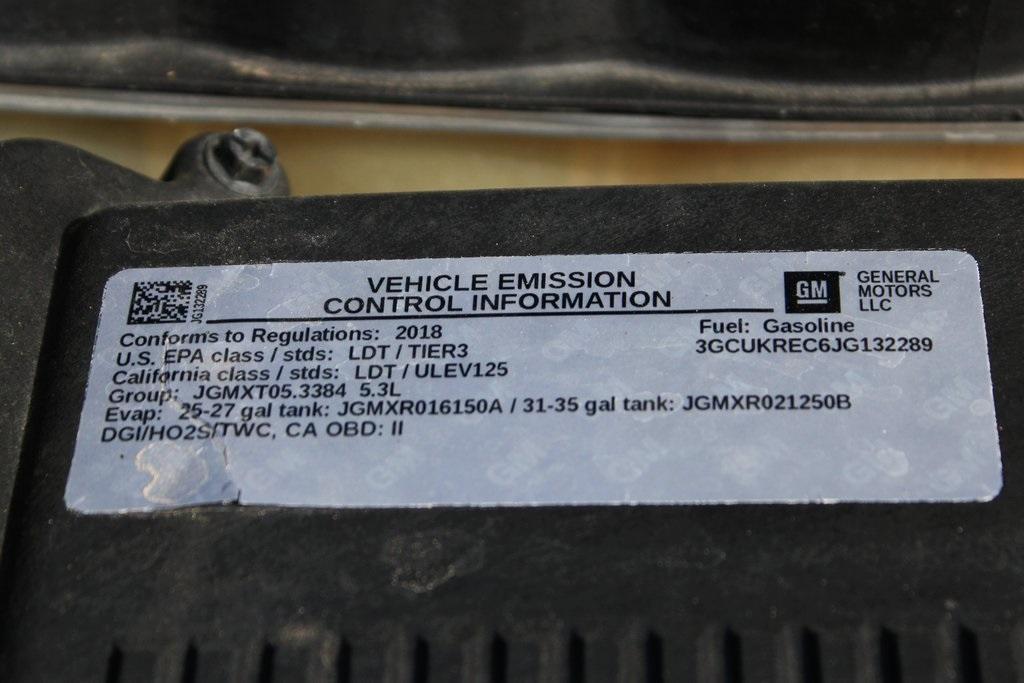 VEHICLE EMISSION
CONTROL INFORMATION
JG132289
GM
GENERAL
MOTORS
LLC
Conforms to Regulations: 2018
U.S. EPA class / stds: LDT / TIER3
California class / stds: LDT / ULEV125
Group: JGMXT05.3384 5.3L
Evap: 25-27 gal tank: JGMXR016150A / 31-35 gal tank: JGMXR021250B
DGI/HO2S/TWC, CA OBD: II
Fuel: Gasoline
3GCUKREC6JG132289